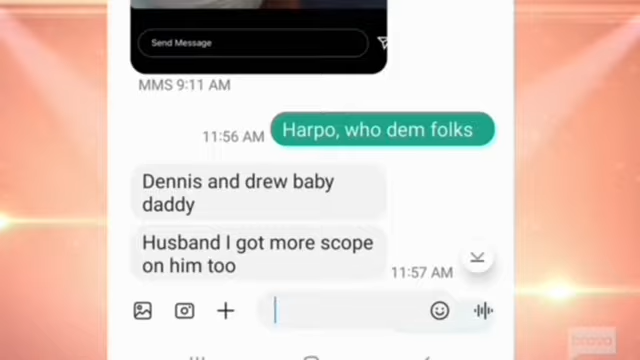 Send Message
MMS 9:11 AM
11:56 AM
Harpo, who dem folks
Dennis and drew baby
daddy
Husband I got more scope
on him too
11:57 AM
bravo